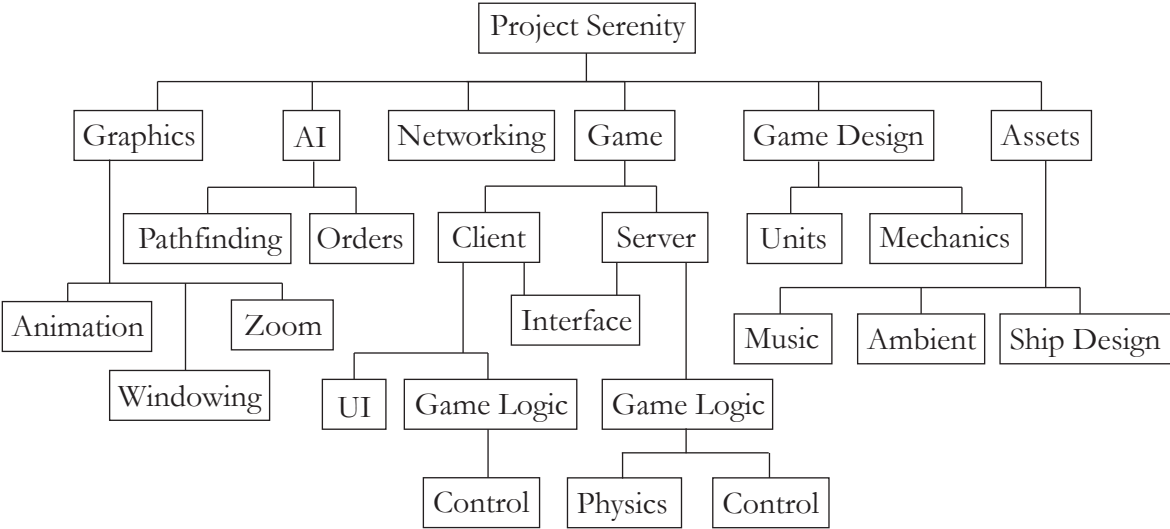 Project Serenity
Graphics
AI
Networking
Game
Game Design
Assets
Pathfinding
Orders
Client
Server
Units
Mechanics
Animation
Zoom
Interface
Music
Ambient
Ship Design
Windowing
UI
Game Logic
Game Logic
Control
Physics
Control